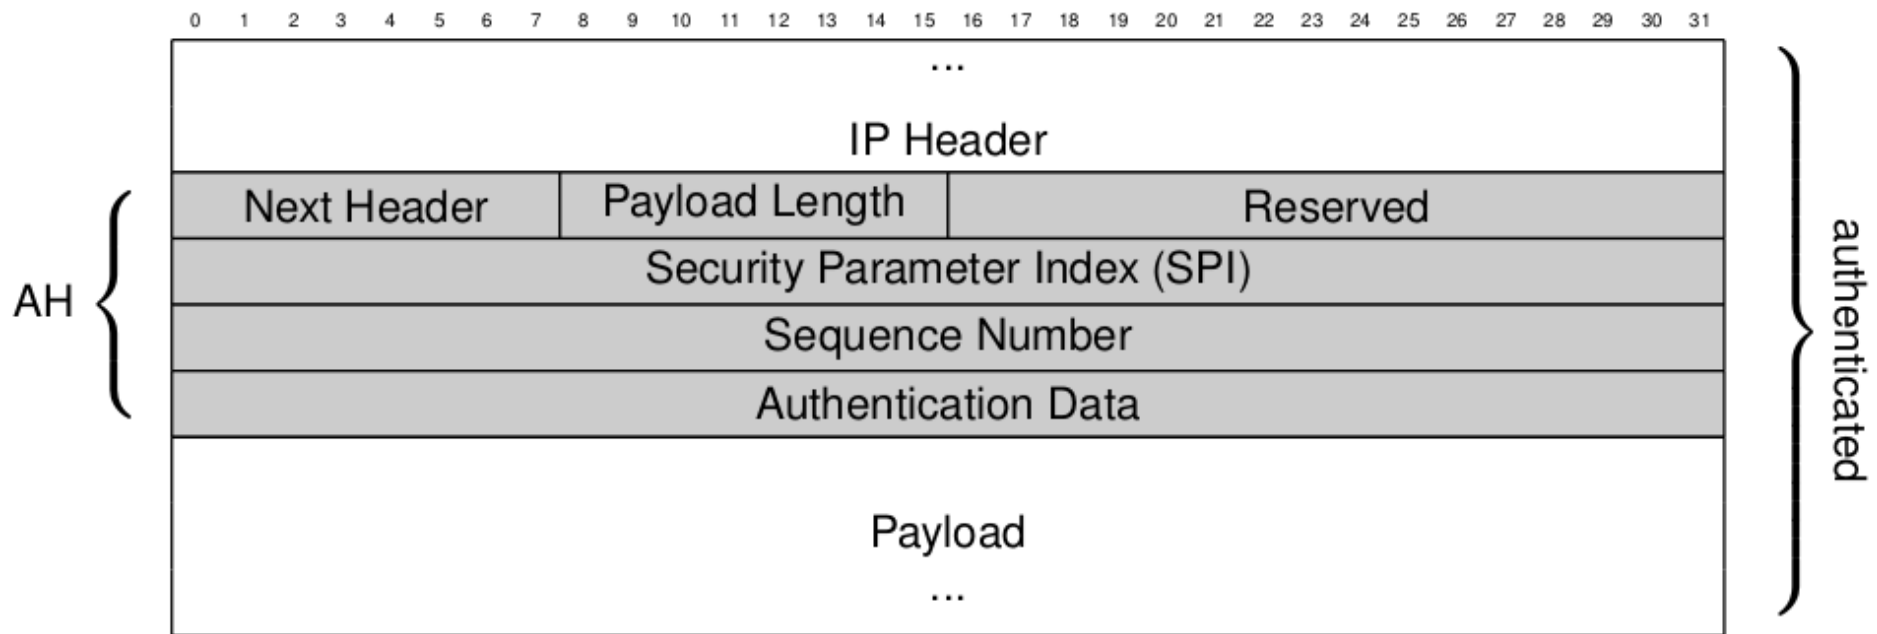 0 1 2 3 4 5 6 7 8 9 10 11 12 13 14 15 16 17 18 19 20 21 22 23 24 25 26 27 28 29 30 31
...
IP Header
Next Header Payload Length Reserved
Security Parameter Index (SPI)
AH
Sequence Number
Authentication Data
Payload
...
authenticated